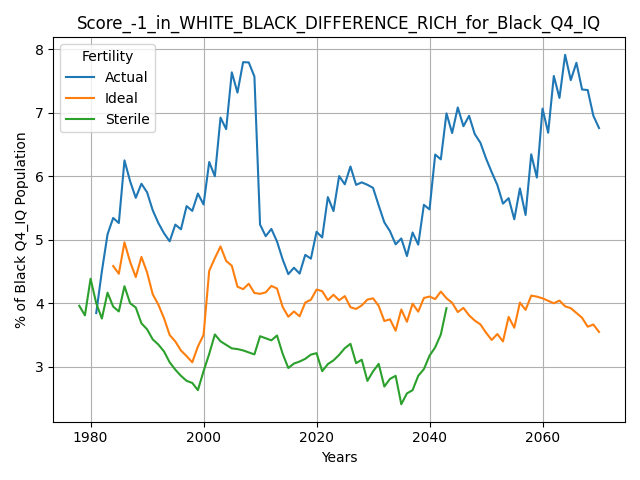 Score_-1_in_WHITE_BLACK_DIFFERENCE_RICH_for_Black_Q4_IQ
Fertility
Actual
Ideal
Sterile
% of Black Q4_IQ Population
8
7
6
5
4
3
1980
2000
2020
2040
2060
Years